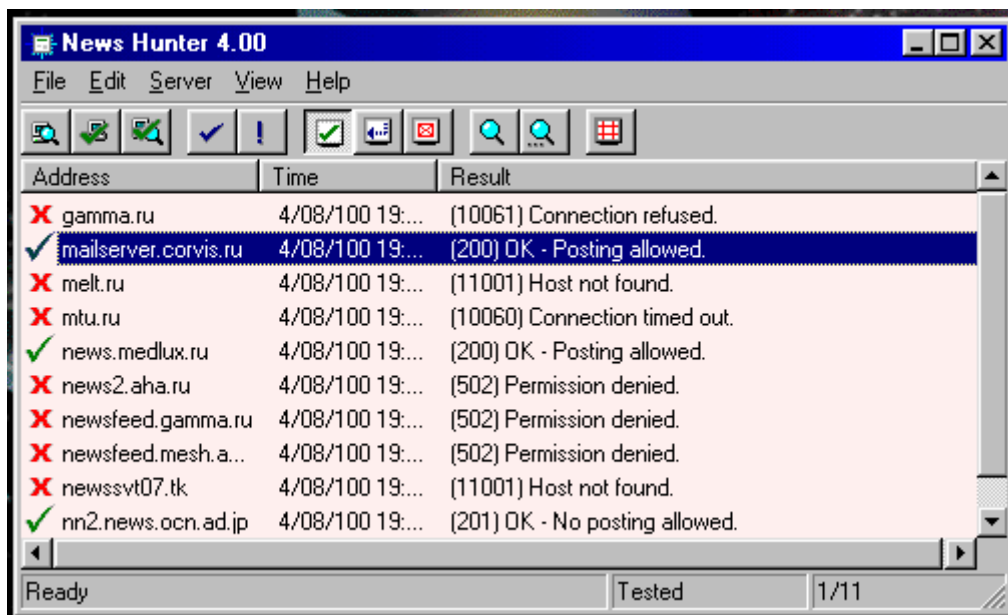 News Hunter 4.00
File Edit Server View Help
Address Time Result
gamma.ru 4/08/100 19:... (10061) Connection refused.
mailserver.corvis.ru 4/08/100 19:... (200) OK - Posting allowed.
melt.ru 4/08/100 19:... (11001) Host not found.
mtu.ru 4/08/100 19:... (10060) Connection timed out.
news.medlux.ru 4/08/100 19:... (200) OK - Posting allowed.
news2.aha.ru 4/08/100 19:... (502) Permission denied.
newsfeed.gamma.ru 4/08/100 19:... (502) Permission denied.
newsfeed.mesh.a... 4/08/100 19:... (502) Permission denied.
newssvt07.tk 4/08/100 19:... (11001) Host not found.
nn2.news.ocn.ad.jp 4/08/100 19:... (201) OK - No posting allowed.
Ready Tested 1/11